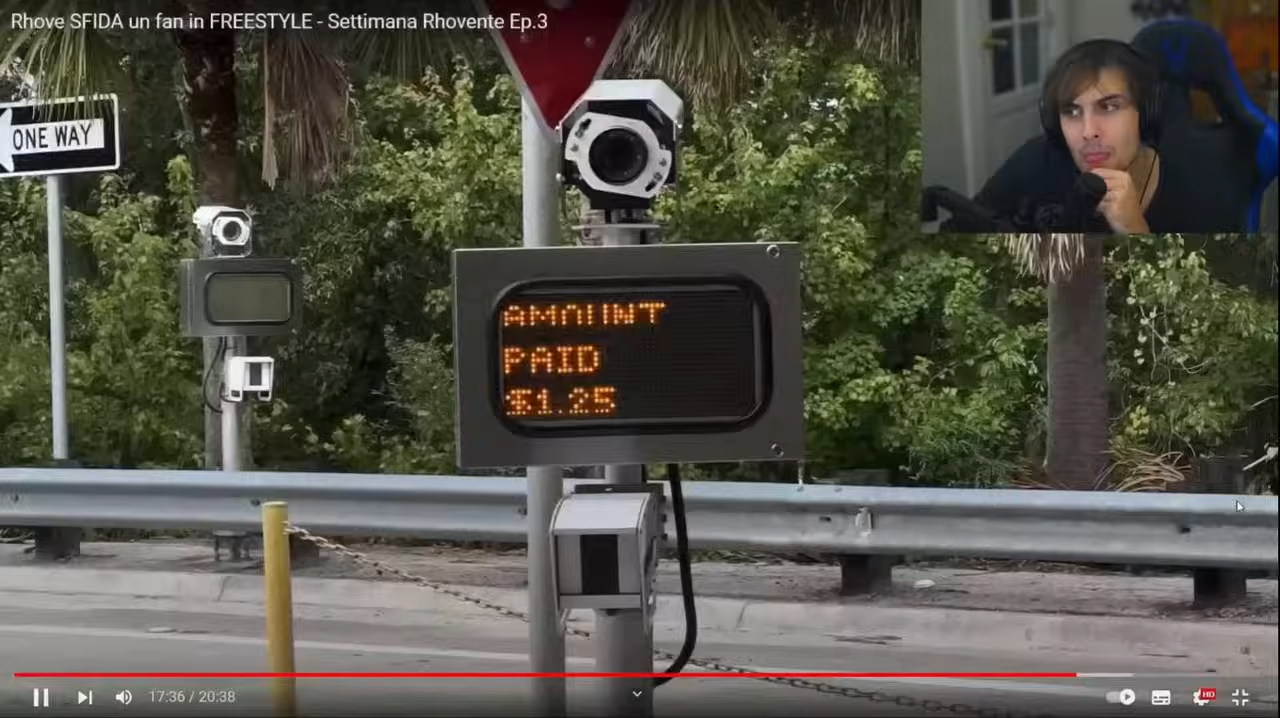 Rhove SFIDA un fan in FREESTYLE - Settimana Rhovente Ep.3
ONE WAY
AMOUNT
PAID
$1.25
17:36 / 20:38
HD